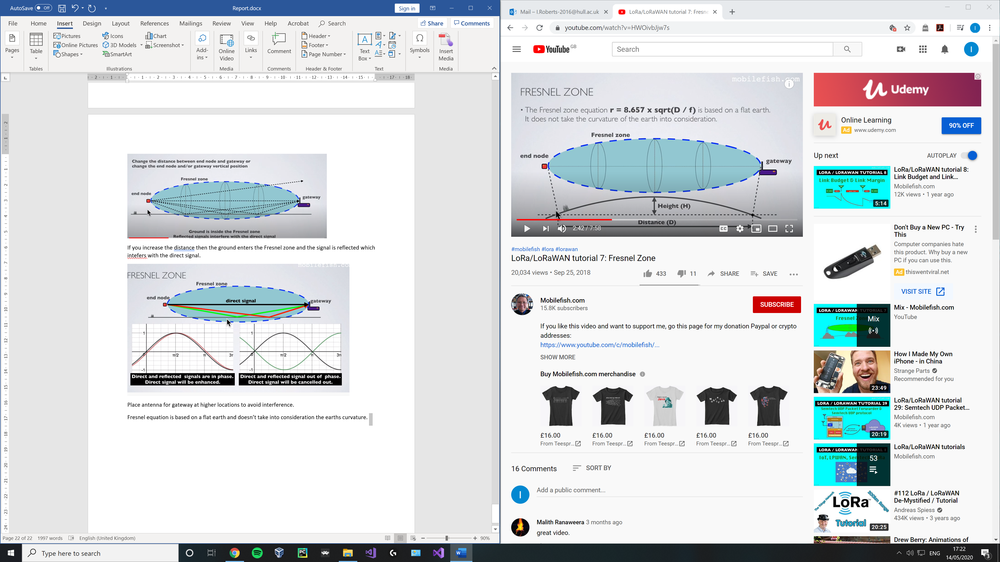 AutoSave Off
Report.docx
Sign in
File Home Insert Design Layout References Mailings Review View Help Acrobat Search
Share Comments
Pages
Table
Tables
Pictures
Online Pictures
Shapes
Icons
3D Models
SmartArt
Chart
Screenshot
Illustrations
Add-
ins
Online
Video
Media
Links
Comment
Comments
Header
Footer
Page Number
Header & Footer
Text
Box
Text
Symbols
Insert
Media
Media
Change the distance between end node and gateway or
change the end node and/or gateway vertical position
Fresnel zone
end node
gateway
Ground is inside the Fresnel zone
Reflected signals interfere with the direct signal
If you increase the distance then the ground enters the Fresnel zone and the signal is reflected which
intefers with the direct signal.
FRESNEL ZONE
Fresnel zone
end node
direct signal
gateway
1 0 π/2 π -1
1 0 π/2 π -1
Direct and reflected signals are in phase.
Direct signal will be enhanced.
Direct and reflected signal out of phase.
Direct signal will be cancelled out.
Place antenna for gateway at higher locations to avoid interference.
Fresnel equation is based on a flat earth and doesn't take into consideration the earths curvature.
Page 22 of 22 1997 words English (United Kingdom)
90%
Mail – I.Roberts-2016@hull.ac.uk
LoRa/LoRaWAN tutorial 7: Fresne
youtube.com/watch?v=HWOivbJjw7s
YouTube GB
Search
I
mobilefish.com
FRESNEL ZONE
• The Fresnel zone equation r = 8.657 x sqrt(D / f) is based on a flat earth.
It does not take the curvature of the earth into consideration.
Fresnel zone
end node
gateway
Height (H)
Distance (D)
2:42 / 7:58
#mobilefish #lora #lorawan
LoRa/LoRaWAN tutorial 7: Fresnel Zone
20,034 views • Sep 25, 2018
433 11 SHARE SAVE
Mobilefish.com
15.8K subscribers
SUBSCRIBE
If you like this video and want to support me, go this page for my donation Paypal or crypto
addresses:
https://www.youtube.com/c/mobilefish/...
SHOW MORE
Buy Mobilefish.com merchandise
£16.00 £16.00 £16.00 £16.00 £16.00
From Teespr... From Teespr... From Teespr... From Teespr... From Teespr...
16 Comments SORT BY
I
Add a public comment...
Malith Ranaweera 3 months ago
great video.
Udemy
Online Learning
Ad www.udemy.com
90% OFF
Up next
AUTOPLAY
LORA / LORAWAN TUTORIAL 8
Link Budget & Link Margin
5:14
LoRa/LoRaWAN tutorial 8:
Link Budget and Link...
Mobilefish.com
12K views • 1 year ago
Don't Buy a New PC - Try
This
Computer companies hate
this product. Why buy a new
PC if you can use this.
Ad thiswentviral.net
VISIT SITE
LORA / LORAWAN TUTORIAL 7
Fresnel Zone
Mix
Mix - Mobilefish.com
YouTube
23:49
How I Made My Own
iPhone - in China
Strange Parts
Recommended for you
LORA / LORAWAN TUTORIAL 29
Semtech UDP Packet Forwarder &
Semtech UDP protocol
20:19
LoRa/LoRaWAN tutorial
29: Semtech UDP Packet...
Mobilefish.com
4K views • 1 year ago
LORA / LORAWAN TUTORIAL 1
53
LoRa/LoRaWAN tutorials
Mobilefish.com
The Things Network
LoRa
500km Range
Tutorial
20:25
#112 LoRa / LoRaWAN
De-Mystified / Tutorial
Andreas Spiess
434K views • 3 years ago
Drew Berry: Animations of
Type here to search
ENG
17:22
14/05/2020
3